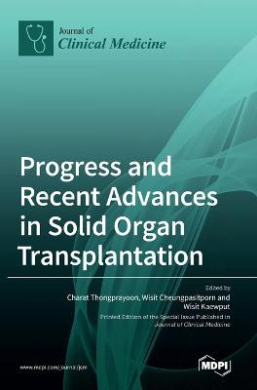 Journal of
Clinical Medicine
Progress and
Recent Advances
in Solid Organ
Transplantation
Edited by
Charat Thongprayoon, Wisit Cheungpasitporn and
Wisit Kaewput
Printed Edition of the Special Issue Published in
Journal of Clinical Medicine
www.mdpi.com/journal/jcm
MDPI